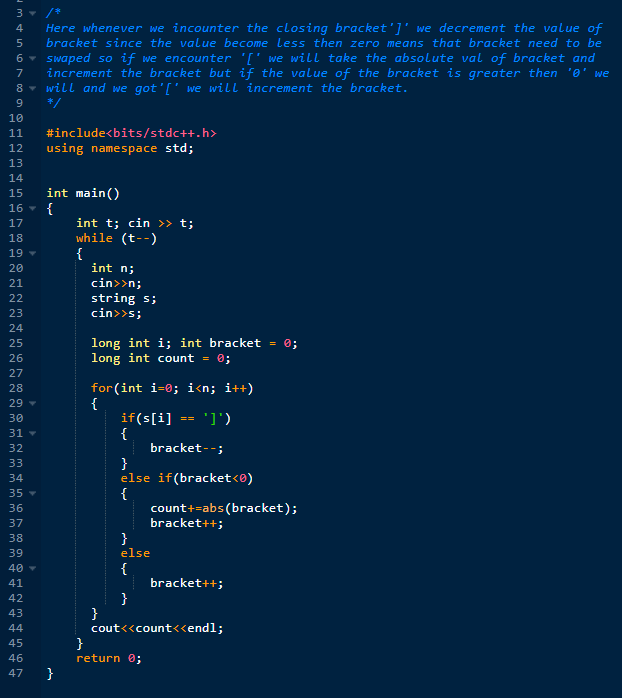 3 /*
4 Here whenever we incounter the closing bracket']' we decrement the value of
5 bracket since the value become less then zero means that bracket need to be
6 swaped so if we encounter '[' we will take the absolute val of bracket and
7 increment the bracket but if the value of the bracket is greater then '0' we
8 will and we got'[' we will increment the bracket.
9 */
10
11 #include<bits/stdc++.h>
12 using namespace std;
13
14
15 int main()
16 {
17 int t; cin >> t;
18 while (t--)
19 {
20 int n;
21 cin>>n;
22 string s;
23 cin>>s;
24
25 long int i; int bracket = 0;
26 long int count = 0;
27
28 for(int i=0; i<n; i++)
29 {
30 if(s[i] == ']')
31 {
32 bracket--;
33 }
34 else if(bracket<0)
35 {
36 count+=abs(bracket);
37 bracket++;
38 }
39 else
40 {
41 bracket++;
42 }
43 }
44 cout<<count<<endl;
45 }
46 return 0;
47 }